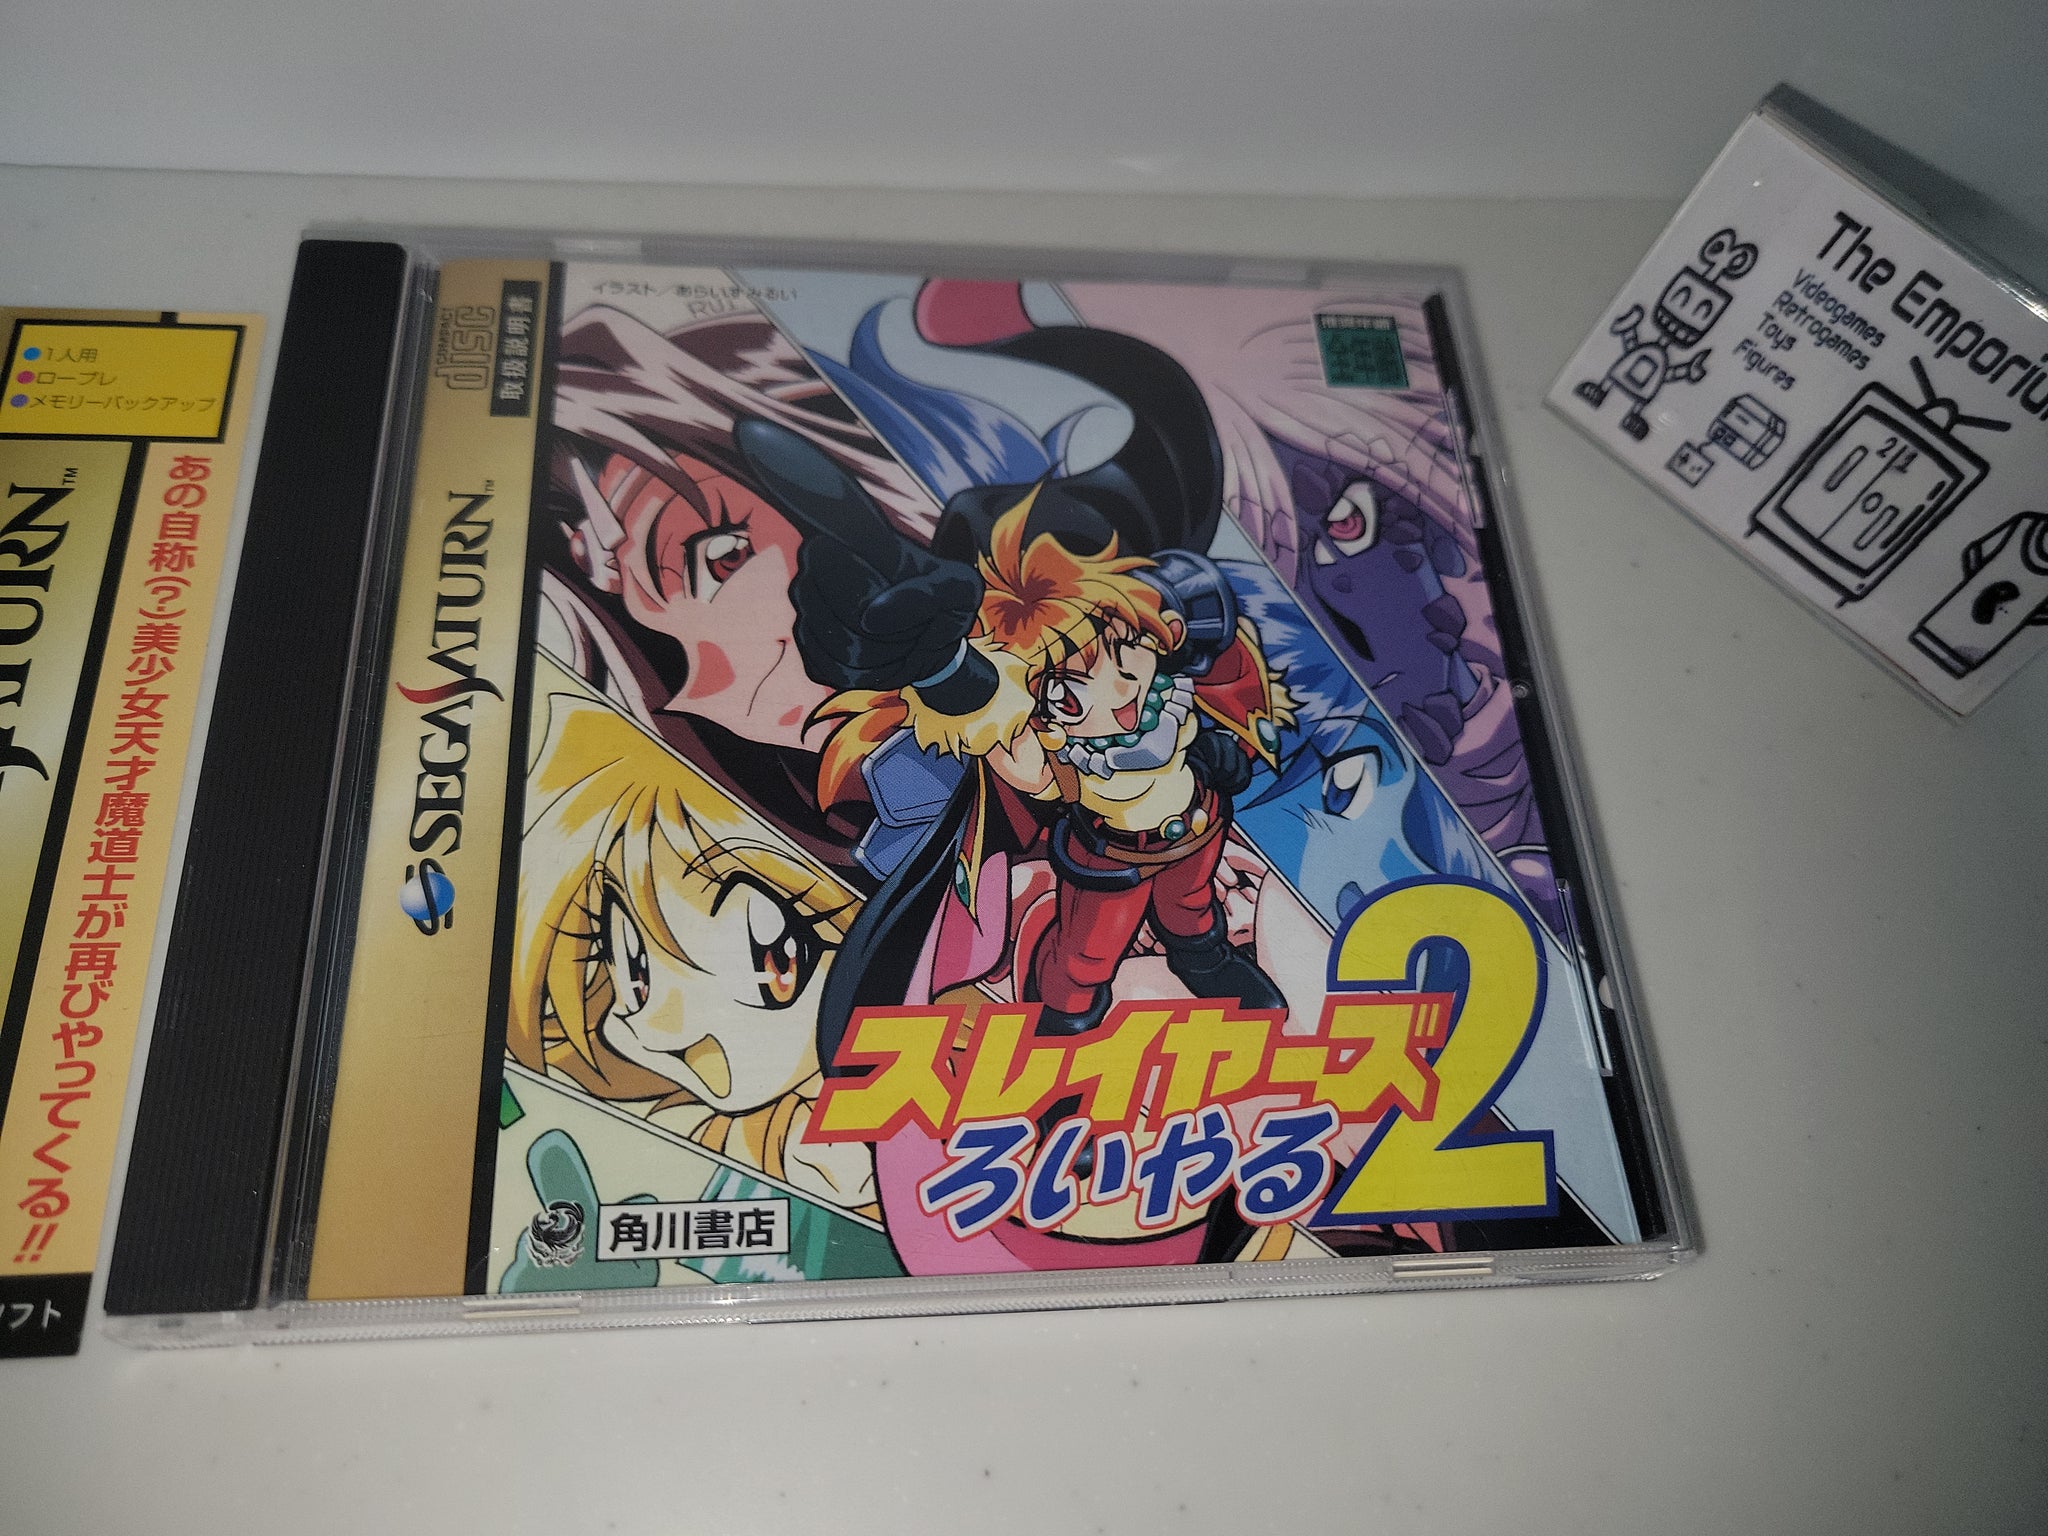 1人用
ロープレ
メモリーバックアップ
TURN™
あの自称(?)美少女天才魔道士が再びやってくる!!
ソフト
COMPACT
disc
取扱説明書
SEGA SATURN™
イラスト/あらいずみるい
RUI
スレイヤーズ
ろいやる
2
角川書店
The Emporium
Videogames
Retrogames
Toys
Figures